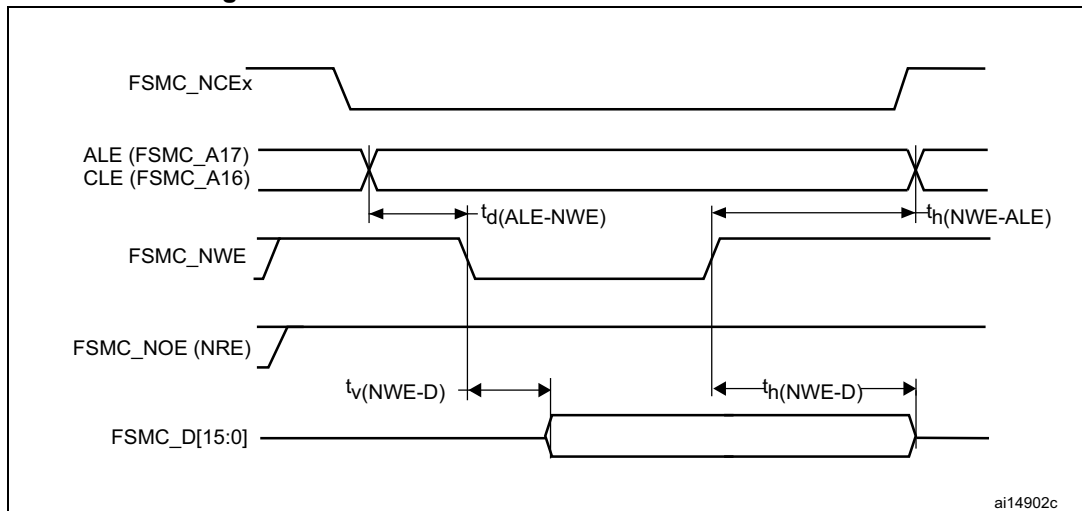 FSMC_NCEx
ALE (FSMC_A17)
CLE (FSMC_A16)
td(ALE-NWE)
th(NWE-ALE)
FSMC_NWE
FSMC_NOE (NRE)
tv(NWE-D)
th(NWE-D)
FSMC_D[15:0]
ai14902c